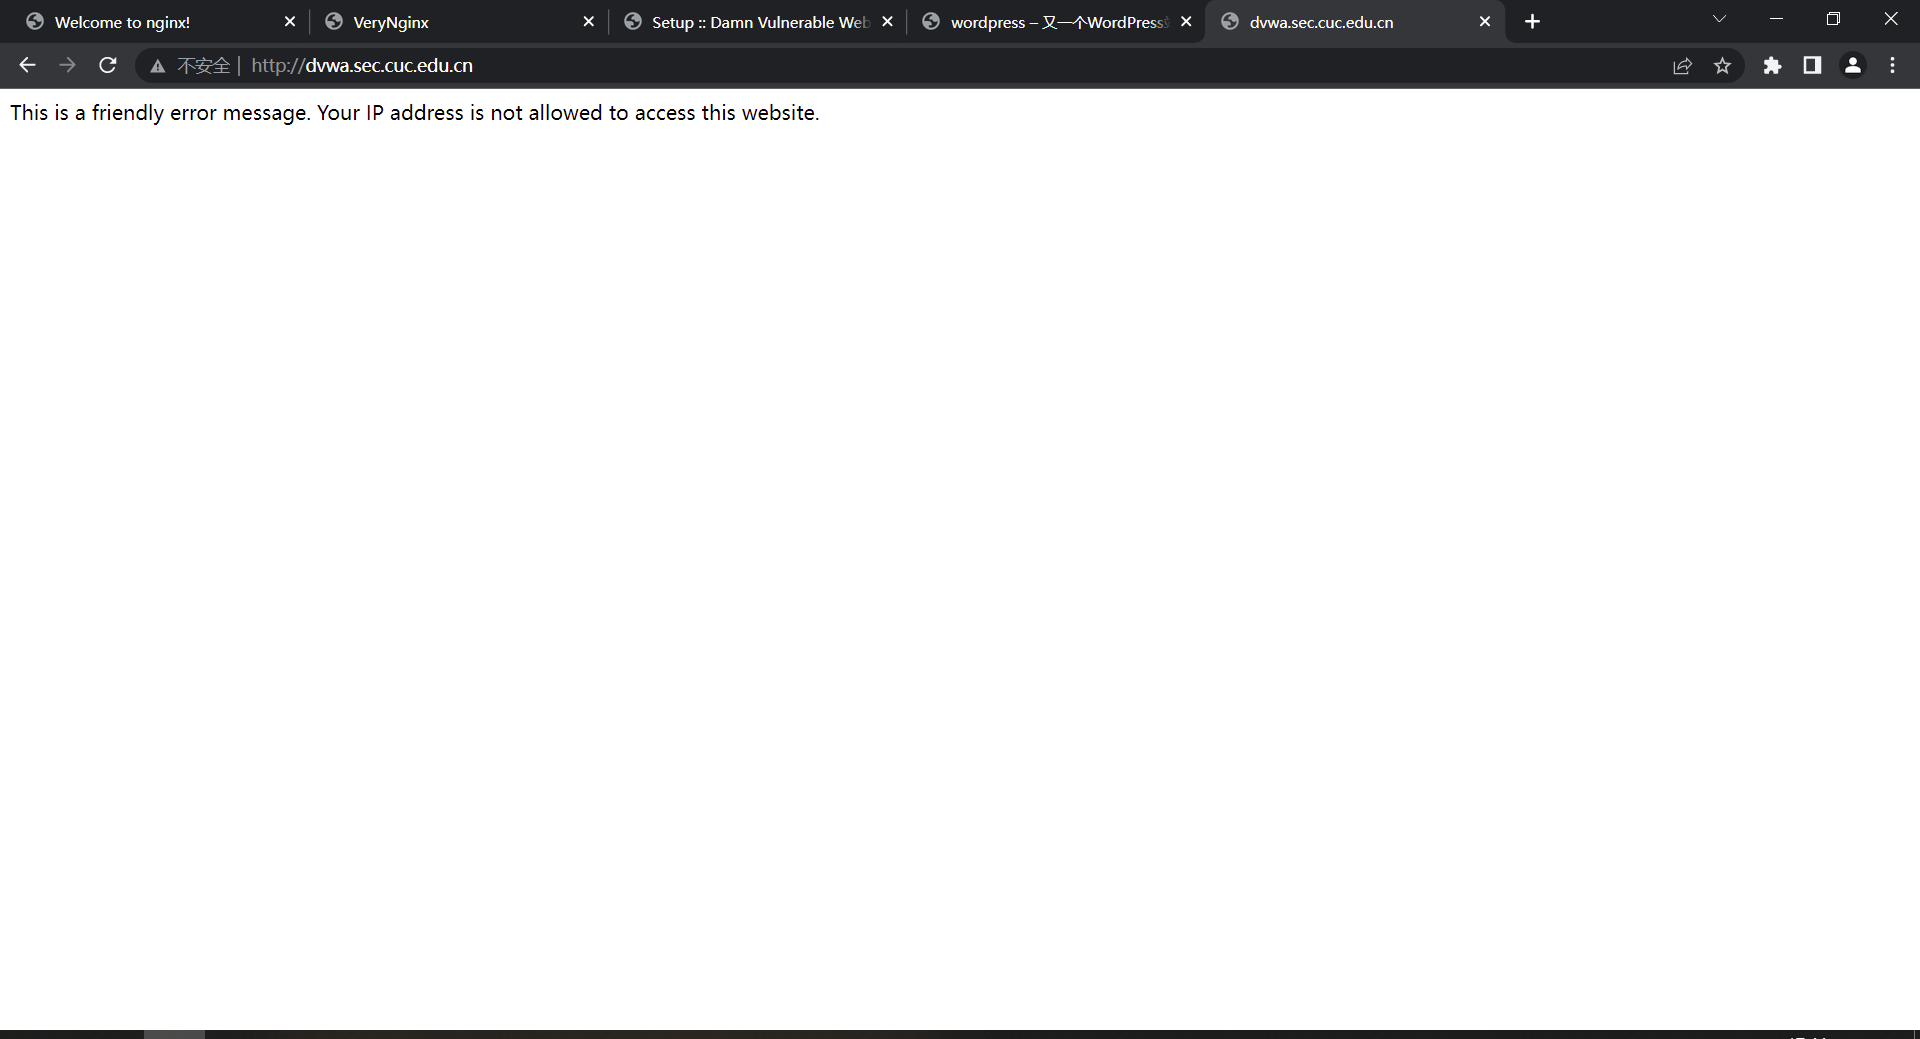 Welcome to nginx!
VeryNginx
Setup :: Damn Vulnerable Web
wordpress – 又一个WordPress
dvwa.sec.cuc.edu.cn
不安全 | http://dvwa.sec.cuc.edu.cn
This is a friendly error message. Your IP address is not allowed to access this website.